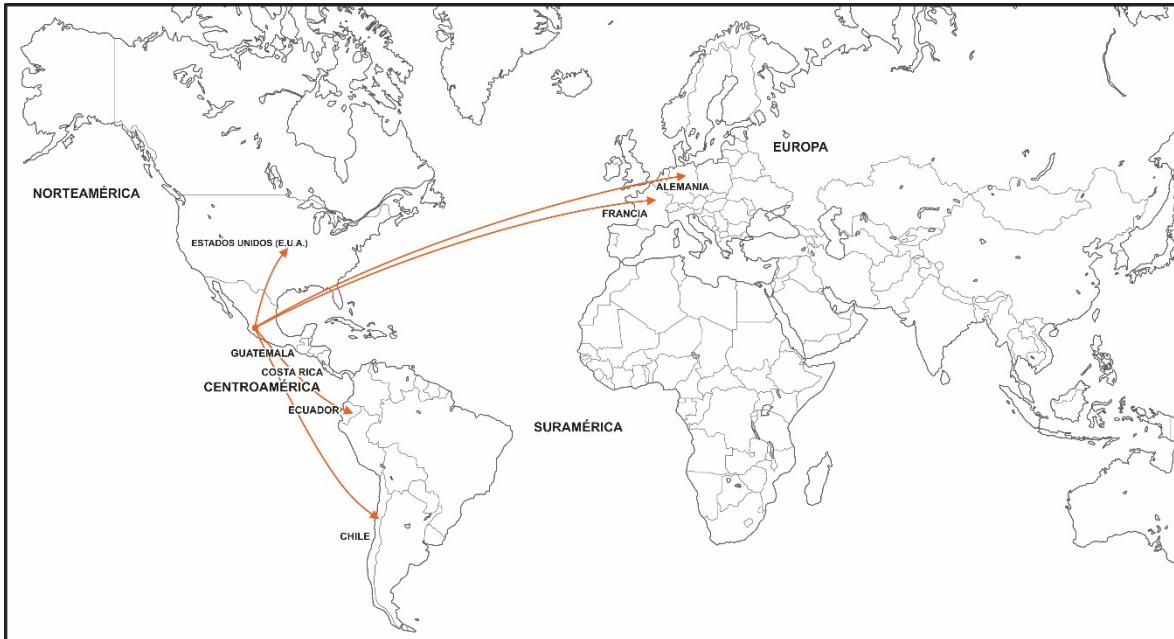 EUROPA
ALEMANIA
NORTEAMÉRICA
FRANCIA
ESTADOS UNIDOS (E.U.A.)
GUATEMALA
COSTA RICA
CENTROAMÉRICA
ECUADOR
SURAMÉRICA
CHILE